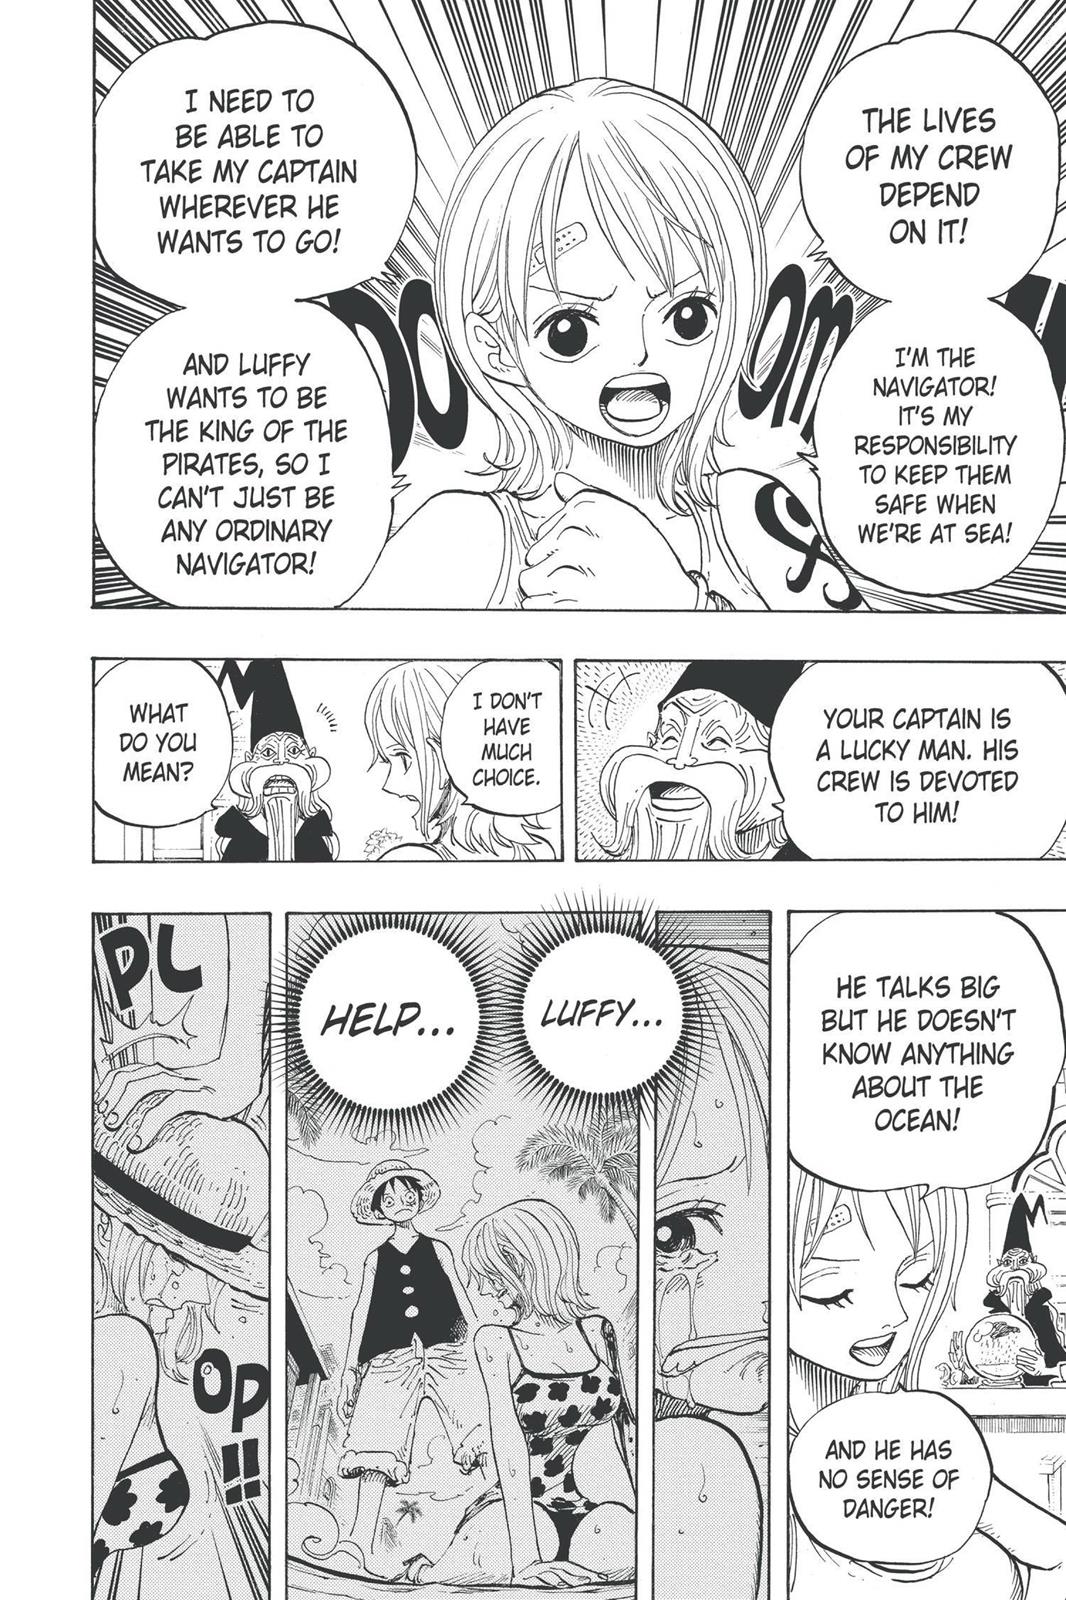 THE LIVES
OF MY CREW
DEPEND
ON IT!
I'M THE
NAVIGATOR!
IT'S MY
RESPONSIBILITY
TO KEEP THEM
SAFE WHEN
WE'RE AT SEA!
I NEED TO
BE ABLE TO
TAKE MY CAPTAIN
WHEREVER HE
WANTS TO GO!
AND LUFFY
WANTS TO BE
THE KING OF THE
PIRATES, SO I
CAN'T JUST BE
ANY ORDINARY
NAVIGATOR!
YOUR CAPTAIN IS
A LUCKY MAN. HIS
CREW IS DEVOTED
TO HIM!
I DON'T
HAVE
MUCH
CHOICE.
WHAT
DO YOU
MEAN?
M
HE TALKS BIG
BUT HE DOESN'T
KNOW ANYTHING
ABOUT THE
OCEAN!
M
AND HE HAS
NO SENSE OF
DANGER!
LUFFY...
HELP...
PL
OP
!!